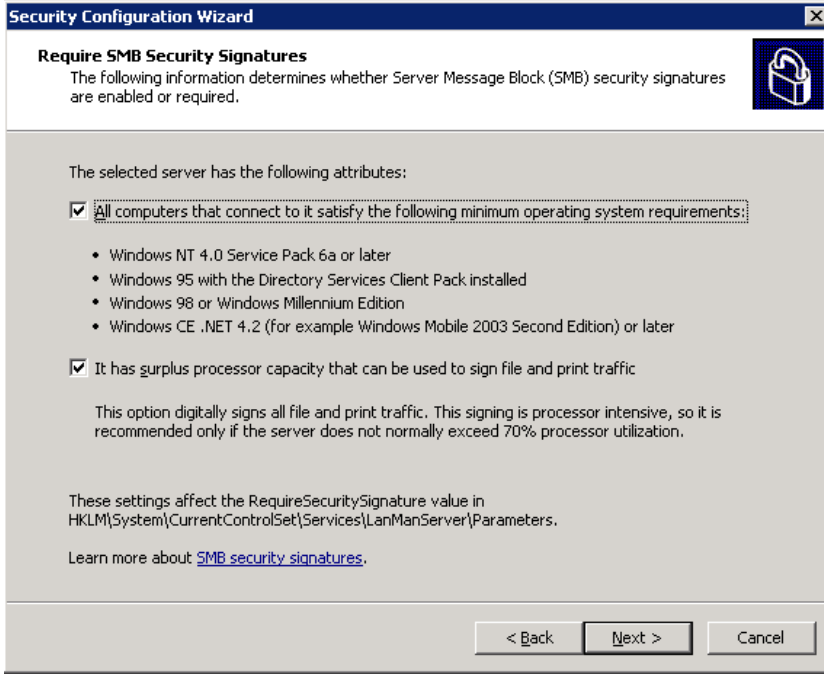 Security Configuration Wizard
Require SMB Security Signatures
The following information determines whether Server Message Block (SMB) security signatures
are enabled or required.
The selected server has the following attributes:
All computers that connect to it satisfy the following minimum operating system requirements:
• Windows NT 4.0 Service Pack 6a or later
• Windows 95 with the Directory Services Client Pack installed
• Windows 98 or Windows Millennium Edition
• Windows CE .NET 4.2 (for example Windows Mobile 2003 Second Edition) or later
It has surplus processor capacity that can be used to sign file and print traffic
This option digitally signs all file and print traffic. This signing is processor intensive, so it is
recommended only if the server does not normally exceed 70% processor utilization.
These settings affect the RequireSecuritySignature value in
HKLM\System\CurrentControlSet\Services\LanManServer\Parameters.
Learn more about SMB security signatures.
< Back Next > Cancel